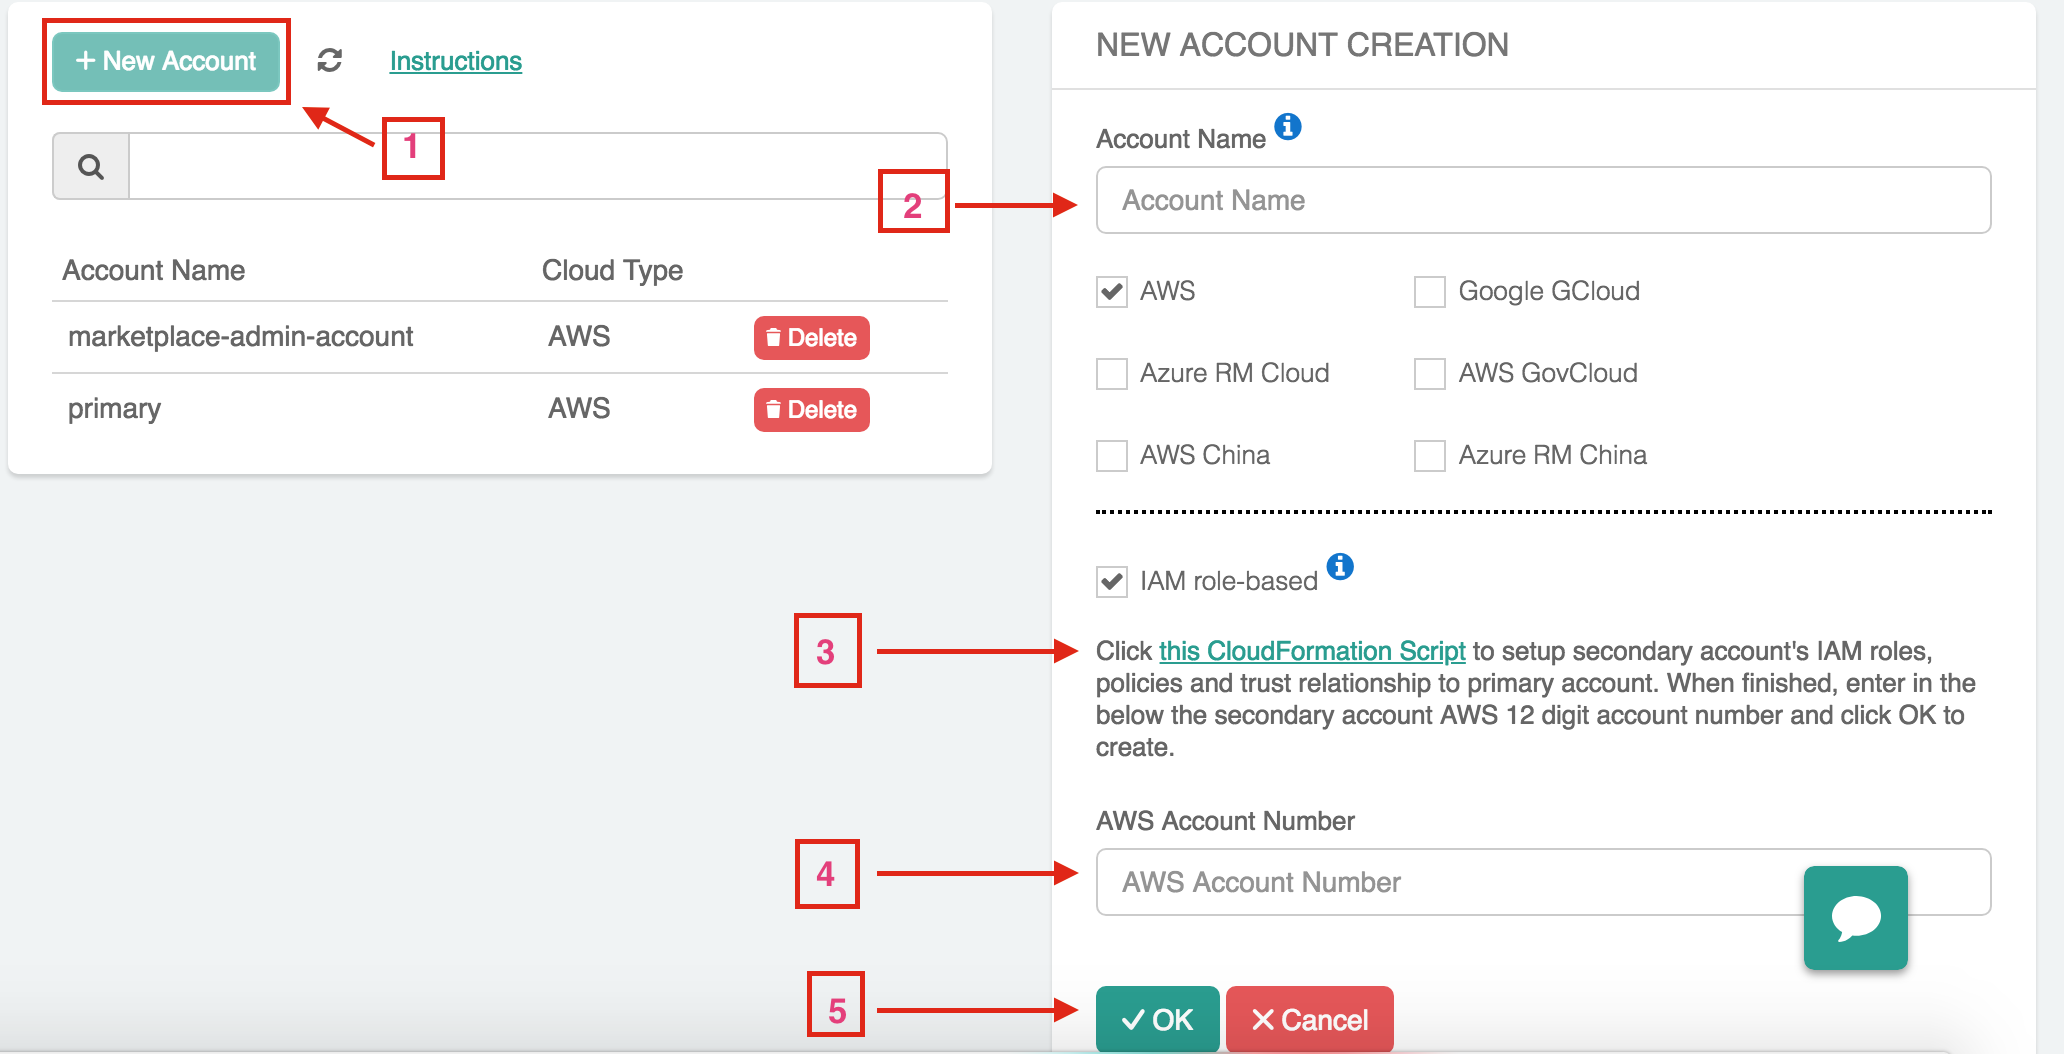 New Account
Instructions
1
Account Name
Cloud Type
marketplace-admin-account
AWS
Delete
primary
AWS
Delete
NEW ACCOUNT CREATION
Account Name
2
Account Name
AWS
Google GCloud
Azure RM Cloud
AWS GovCloud
AWS China
Azure RM China
IAM role-based
3
Click this CloudFormation Script to setup secondary account's IAM roles,
policies and trust relationship to primary account. When finished, enter in the
below the secondary account AWS 12 digit account number and click OK to
create.
AWS Account Number
4
AWS Account Number
5
OK
Cancel